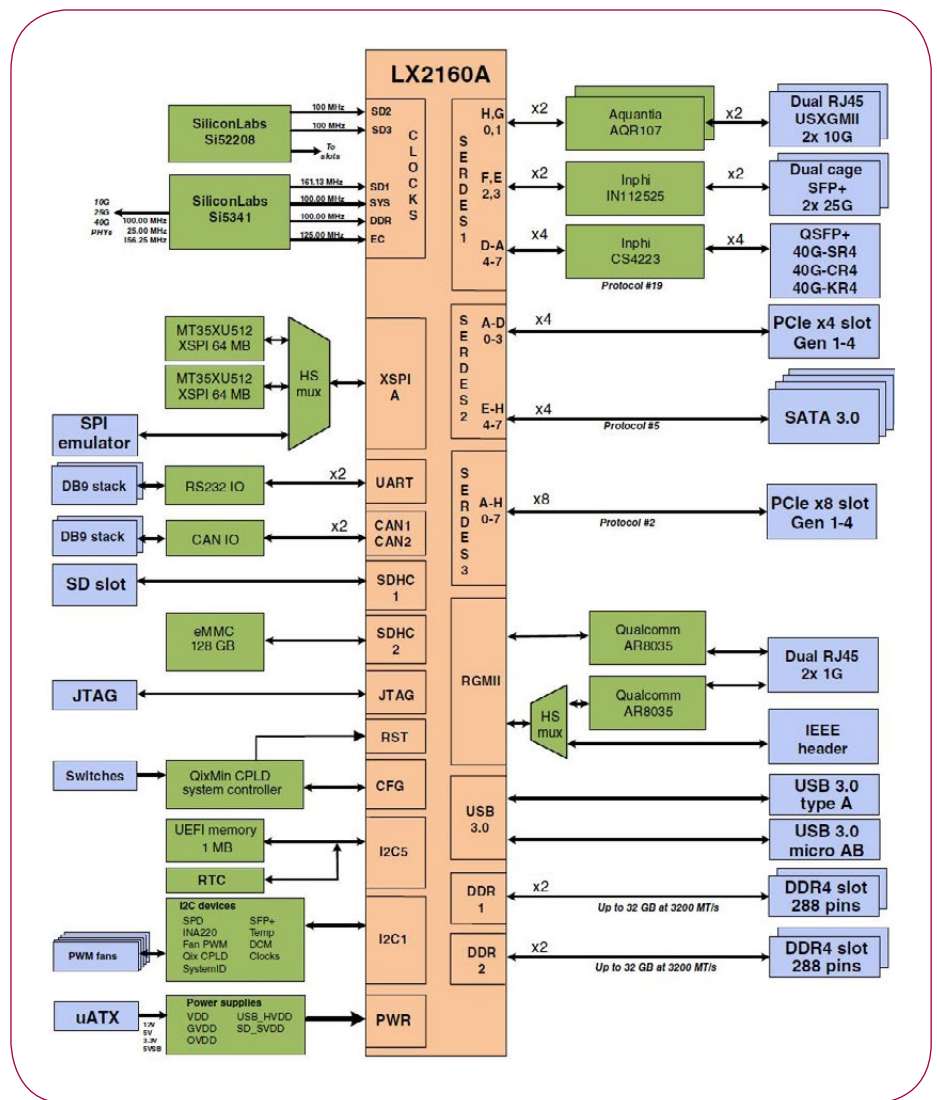 LX2160A
SiliconLabs
Si52208
100 MHz
100 MHz
To
slots
SD2
SD3
CLOCKS
SiliconLabs
Si5341
161.13 MHz
100.00 MHz
100.00 MHz
125.00 MHz
SD1
SYS
DDR
EC
10G
25G
40G
PHYs
100.00 MHz
25.00 MHz
156.25 MHz
MT35XU512
XSPI 64 MB
MT35XU512
XSPI 64 MB
HS
mux
XSPI
A
SPI
emulator
DB9 stack
RS232 IO
x2
UART
DB9 stack
CAN IO
x2
CAN1
CAN2
SD slot
SDHC
1
eMMC
128 GB
SDHC
2
JTAG
JTAG
RST
Switches
QixMin CPLD
system controller
CFG
UEFI memory
1 MB
I2C5
RTC
I2C devices
SPD
INA220
Fan PWM
Qix CPLD
SystemID
SFP+
Temp
DCM
Clocks
I2C1
PWM fans
uATX
12V
5V
3.3V
5VSB
Power supplies
VDD
GVDD
OVDD
USB_HVDD
SD_SVDD
PWR
SERDES1
H,G
0,1
x2
Aquantia
AQR107
x2
Dual RJ45
USXGMII
2x 10G
F,E
2,3
x2
Inphi
IN112525
x2
Dual cage
SFP+
2x 25G
D-A
4-7
x4
Inphi
CS4223
x4
Protocol #19
QSFP+
40G-SR4
40G-CR4
40G-KR4
SERDES2
A-D
0-3
x4
PCIe x4 slot
Gen 1-4
E-H
4-7
x4
Protocol #5
SATA 3.0
SERDES3
A-H
0-7
x8
Protocol #2
PCIe x8 slot
Gen 1-4
RGMII
Qualcomm
AR8035
Qualcomm
AR8035
Dual RJ45
2x 1G
HS
mux
IEEE
header
USB
3.0
USB 3.0
type A
USB 3.0
micro AB
DDR
1
x2
Up to 32 GB at 3200 MT/s
DDR4 slot
288 pins
DDR
2
x2
Up to 32 GB at 3200 MT/s
DDR4 slot
288 pins